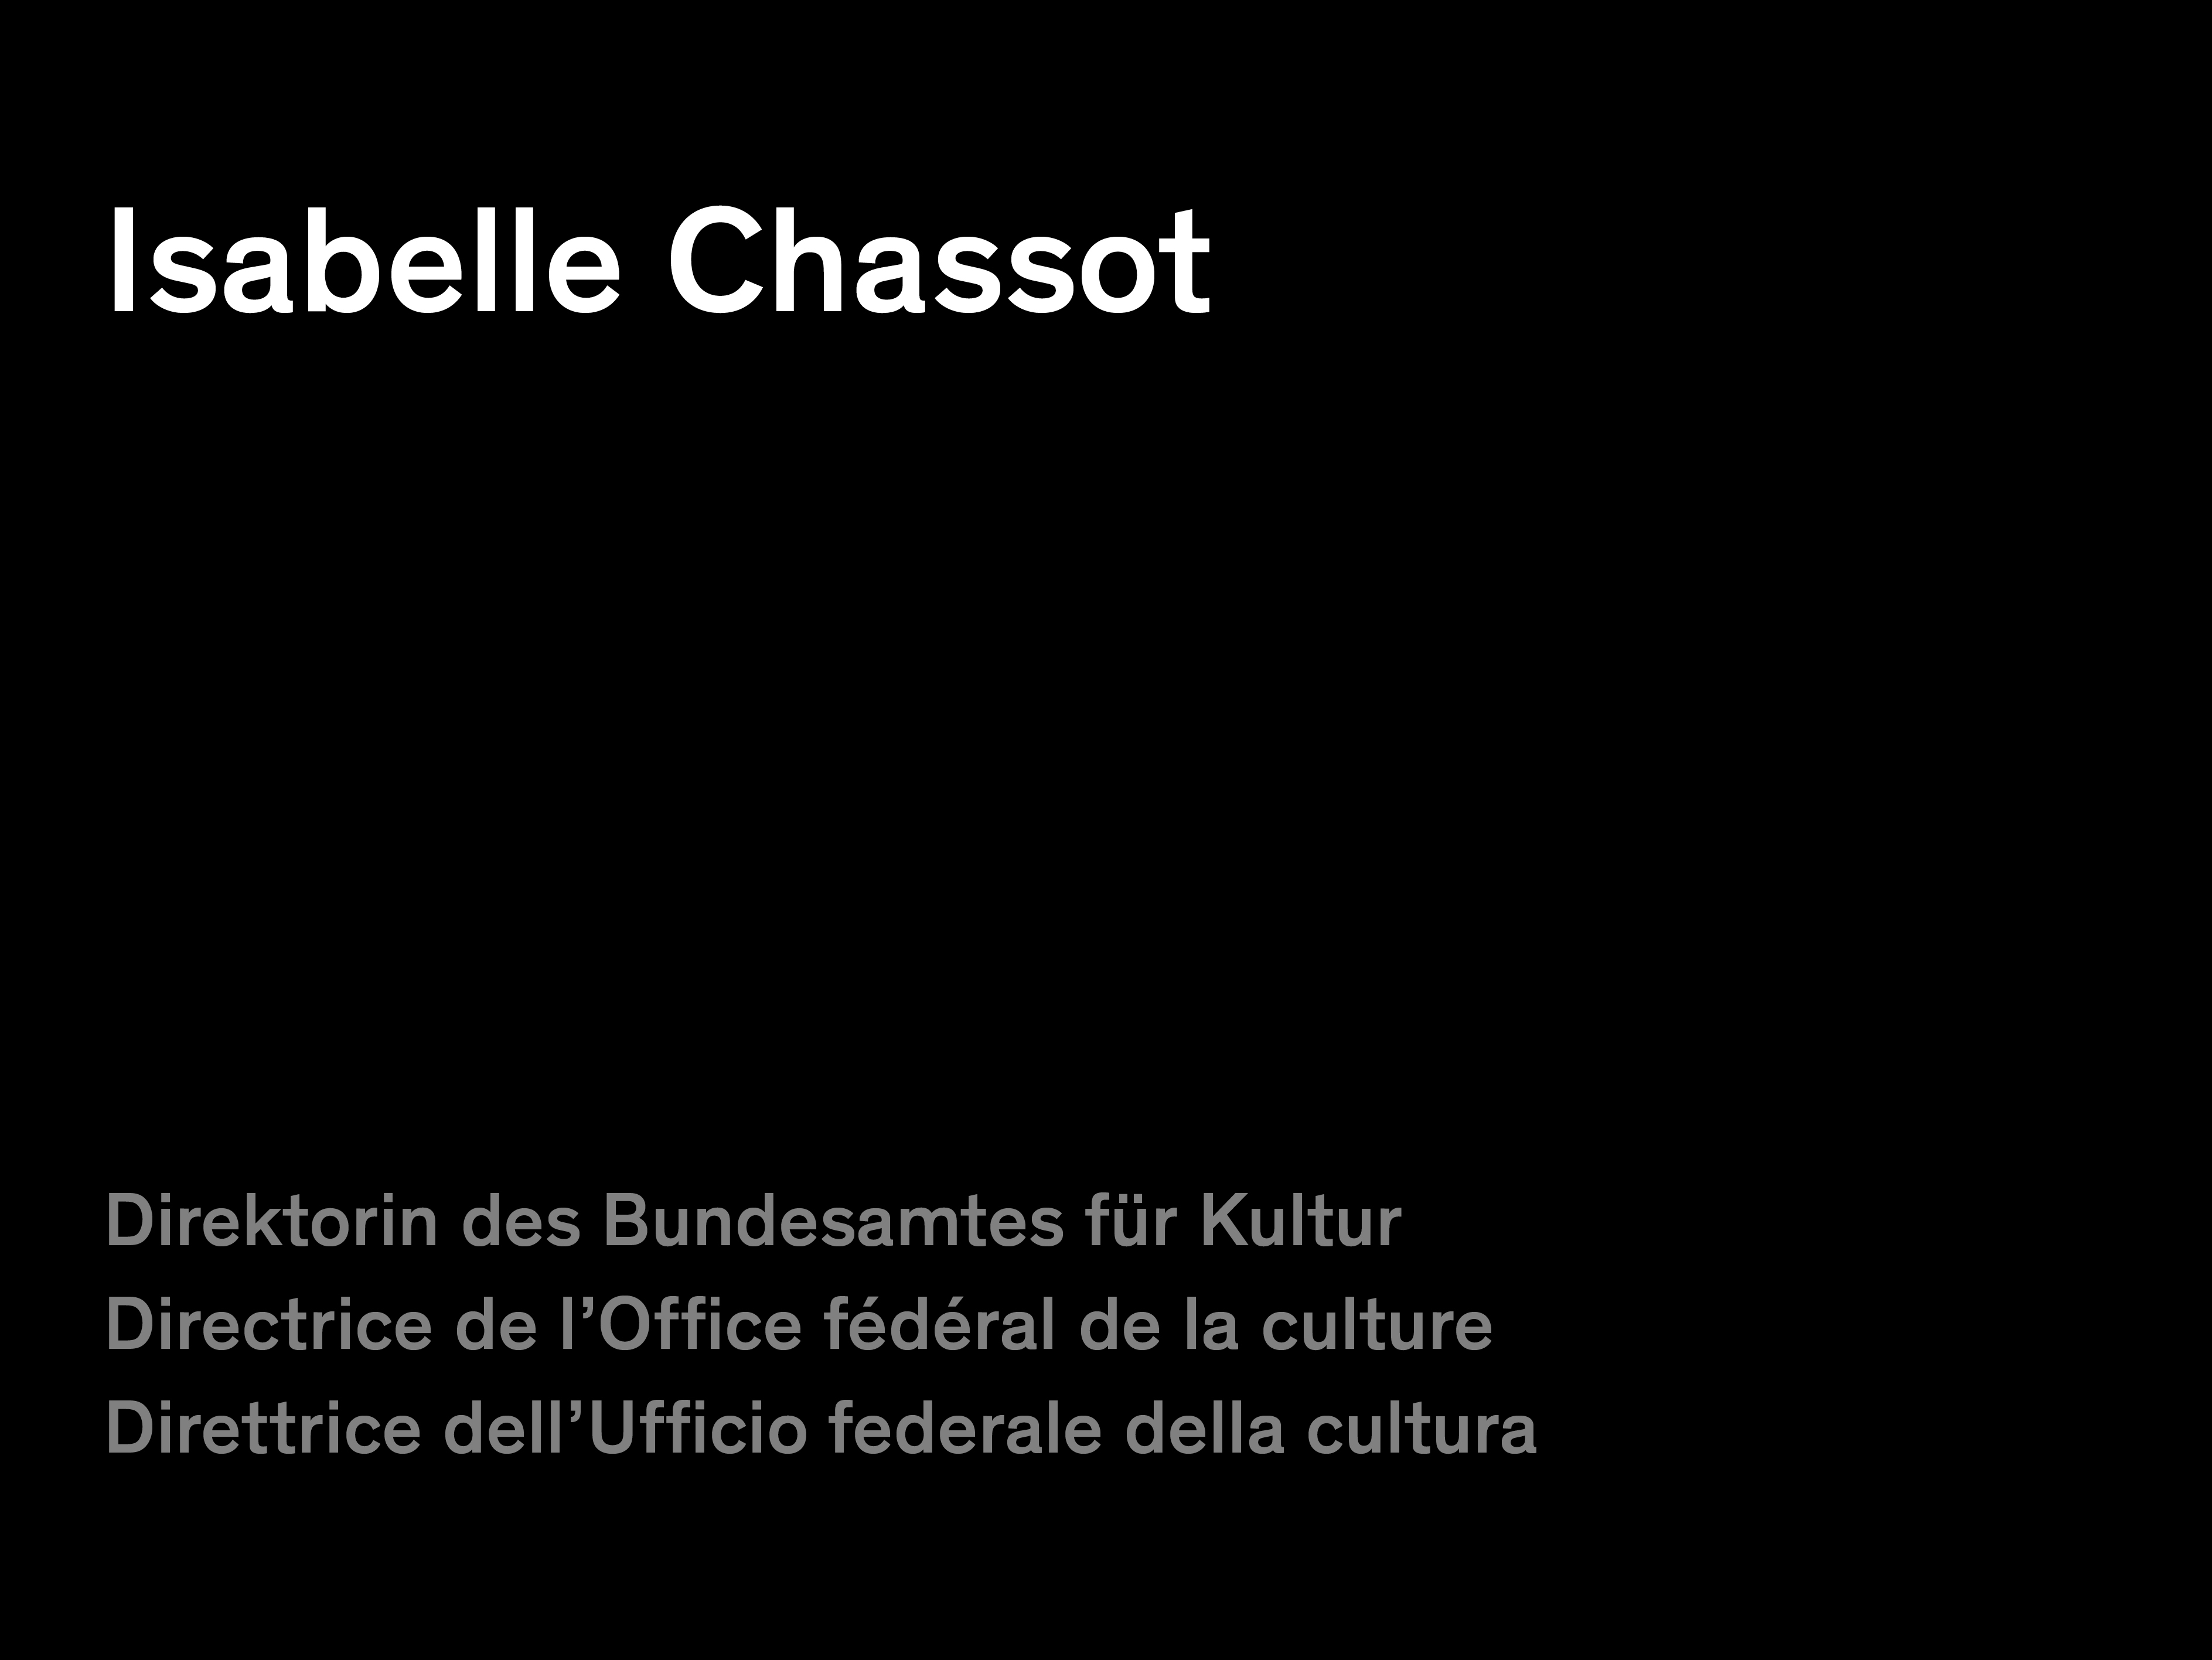 Isabelle Chassot
Direktorin des Bundesamtes für Kultur
Directrice de l’Office fédéral de la culture
Direttrice dell’Ufficio federale della cultura